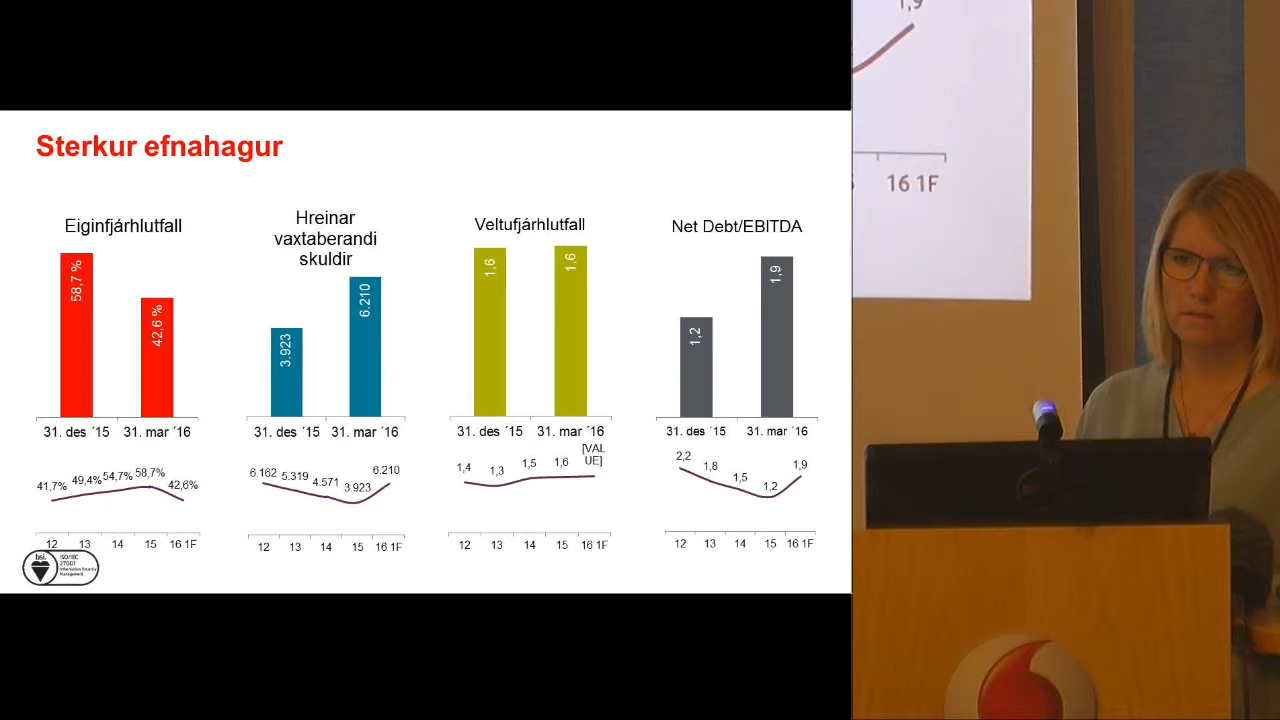 Sterkur efnahagur
Eiginfjárhlutfall
58,7 %
42,6 %
31. des ´15
31. mar ´16
41,7%
49,4%
54,7%
58,7%
42,6%
12
13
14
15
16 1F
Hreinar
vaxtaberandi
skuldir
3.923
6.210
31. des ´15
31. mar ´16
6.162
5.319
4.571
3.923
6.210
12
13
14
15
16 1F
Veltufjárhlutfall
1,6
1,6
31. des ´15
31. mar ´16
1,4
1,3
1,5
1,6
[VAL
UE]
12
13
14
15
16 1F
Net Debt/EBITDA
1,2
1,9
31. des ´15
31. mar ´16
2,2
1,8
1,5
1,2
1,9
12
13
14
15
16 1F
bsi.
ISO/IEC
27001
Information Security
Management
1,9
16 1F